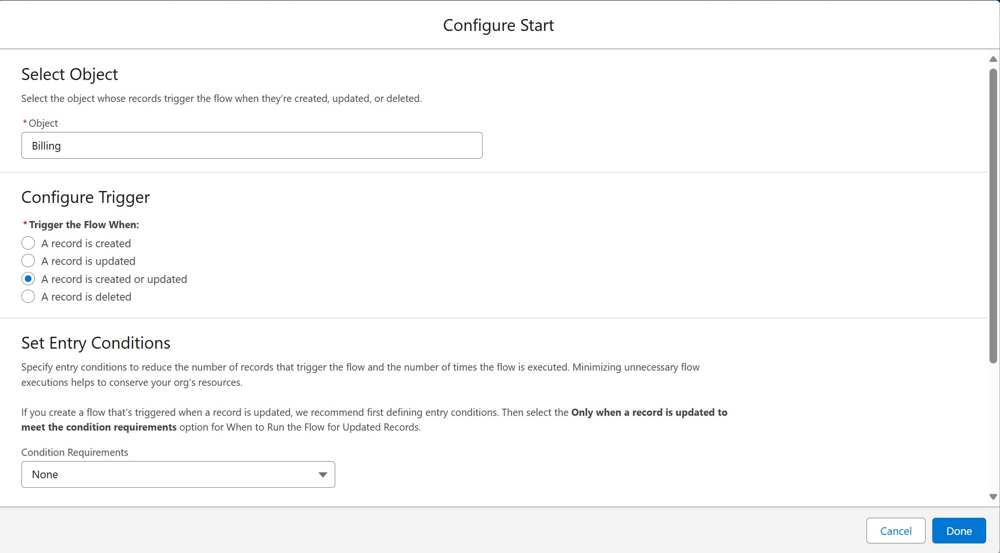 Configure Start
Select Object
Select the object whose records trigger the flow when they’re created, updated, or deleted.
* Object
Billing
Configure Trigger
* Trigger the Flow When:
A record is created
A record is updated
A record is created or updated
A record is deleted
Set Entry Conditions
Specify entry conditions to reduce the number of records that trigger the flow and the number of times the flow is executed. Minimizing unnecessary flow
executions helps to conserve your org’s resources.
If you create a flow that’s triggered when a record is updated, we recommend first defining entry conditions. Then select the Only when a record is updated to
meet the condition requirements option for When to Run the Flow for Updated Records.
Condition Requirements
None
Cancel
Done